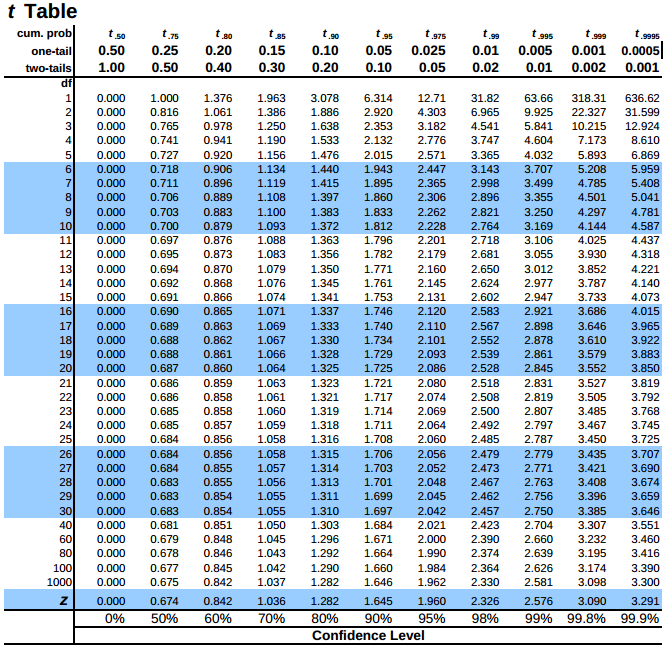 t Table
cum. prob t .50 t .75 t .80 t .85 t .90 t .95 t .975 t .99 t .995 t .999 t .9995
one-tail 0.50 0.25 0.20 0.15 0.10 0.05 0.025 0.01 0.005 0.001 0.0005
two-tails 1.00 0.50 0.40 0.30 0.20 0.10 0.05 0.02 0.01 0.002 0.001
df
1 0.000 1.000 1.376 1.963 3.078 6.314 12.71 31.82 63.66 318.31 636.62
2 0.000 0.816 1.061 1.386 1.886 2.920 4.303 6.965 9.925 22.327 31.599
3 0.000 0.765 0.978 1.250 1.638 2.353 3.182 4.541 5.841 10.215 12.924
4 0.000 0.741 0.941 1.190 1.533 2.132 2.776 3.747 4.604 7.173 8.610
5 0.000 0.727 0.920 1.156 1.476 2.015 2.571 3.365 4.032 5.893 6.869
6 0.000 0.718 0.906 1.134 1.440 1.943 2.447 3.143 3.707 5.208 5.959
7 0.000 0.711 0.896 1.119 1.415 1.895 2.365 2.998 3.499 4.785 5.408
8 0.000 0.706 0.889 1.108 1.397 1.860 2.306 2.896 3.355 4.501 5.041
9 0.000 0.703 0.883 1.100 1.383 1.833 2.262 2.821 3.250 4.297 4.781
10 0.000 0.700 0.879 1.093 1.372 1.812 2.228 2.764 3.169 4.144 4.587
11 0.000 0.697 0.876 1.088 1.363 1.796 2.201 2.718 3.106 4.025 4.437
12 0.000 0.695 0.873 1.083 1.356 1.782 2.179 2.681 3.055 3.930 4.318
13 0.000 0.694 0.870 1.079 1.350 1.771 2.160 2.650 3.012 3.852 4.221
14 0.000 0.692 0.868 1.076 1.345 1.761 2.145 2.624 2.977 3.787 4.140
15 0.000 0.691 0.866 1.074 1.341 1.753 2.131 2.602 2.947 3.733 4.073
16 0.000 0.690 0.865 1.071 1.337 1.746 2.120 2.583 2.921 3.686 4.015
17 0.000 0.689 0.863 1.069 1.333 1.740 2.110 2.567 2.898 3.646 3.965
18 0.000 0.688 0.862 1.067 1.330 1.734 2.101 2.552 2.878 3.610 3.922
19 0.000 0.688 0.861 1.066 1.328 1.729 2.093 2.539 2.861 3.579 3.883
20 0.000 0.687 0.860 1.064 1.325 1.725 2.086 2.528 2.845 3.552 3.850
21 0.000 0.686 0.859 1.063 1.323 1.721 2.080 2.518 2.831 3.527 3.819
22 0.000 0.686 0.858 1.061 1.321 1.717 2.074 2.508 2.819 3.505 3.792
23 0.000 0.685 0.858 1.060 1.319 1.714 2.069 2.500 2.807 3.485 3.768
24 0.000 0.685 0.857 1.059 1.318 1.711 2.064 2.492 2.797 3.467 3.745
25 0.000 0.684 0.856 1.058 1.316 1.708 2.060 2.485 2.787 3.450 3.725
26 0.000 0.684 0.856 1.058 1.315 1.706 2.056 2.479 2.779 3.435 3.707
27 0.000 0.684 0.855 1.057 1.314 1.703 2.052 2.473 2.771 3.421 3.690
28 0.000 0.683 0.855 1.056 1.313 1.701 2.048 2.467 2.763 3.408 3.674
29 0.000 0.683 0.854 1.055 1.311 1.699 2.045 2.462 2.756 3.396 3.659
30 0.000 0.683 0.854 1.055 1.310 1.697 2.042 2.457 2.750 3.385 3.646
40 0.000 0.681 0.851 1.050 1.303 1.684 2.021 2.423 2.704 3.307 3.551
60 0.000 0.679 0.848 1.045 1.296 1.671 2.000 2.390 2.660 3.232 3.460
80 0.000 0.678 0.846 1.043 1.292 1.664 1.990 2.374 2.639 3.195 3.416
100 0.000 0.677 0.845 1.042 1.290 1.660 1.984 2.364 2.626 3.174 3.390
1000 0.000 0.675 0.842 1.037 1.282 1.646 1.962 2.330 2.581 3.098 3.300
Z 0.000 0.674 0.842 1.036 1.282 1.645 1.960 2.326 2.576 3.090 3.291
0% 50% 60% 70% 80% 90% 95% 98% 99% 99.8% 99.9%
Confidence Level